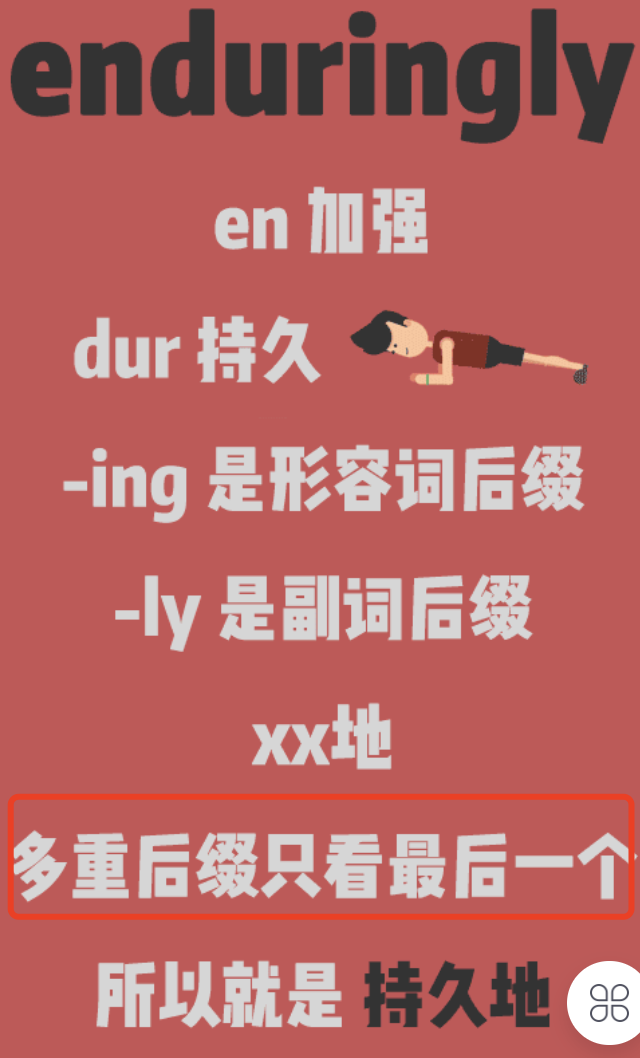 enduringly
en 加强
dur 持久
-ing 是形容词后缀
-ly 是副词后缀
xx地
多重后缀只看最后一个
所以就是 持久地